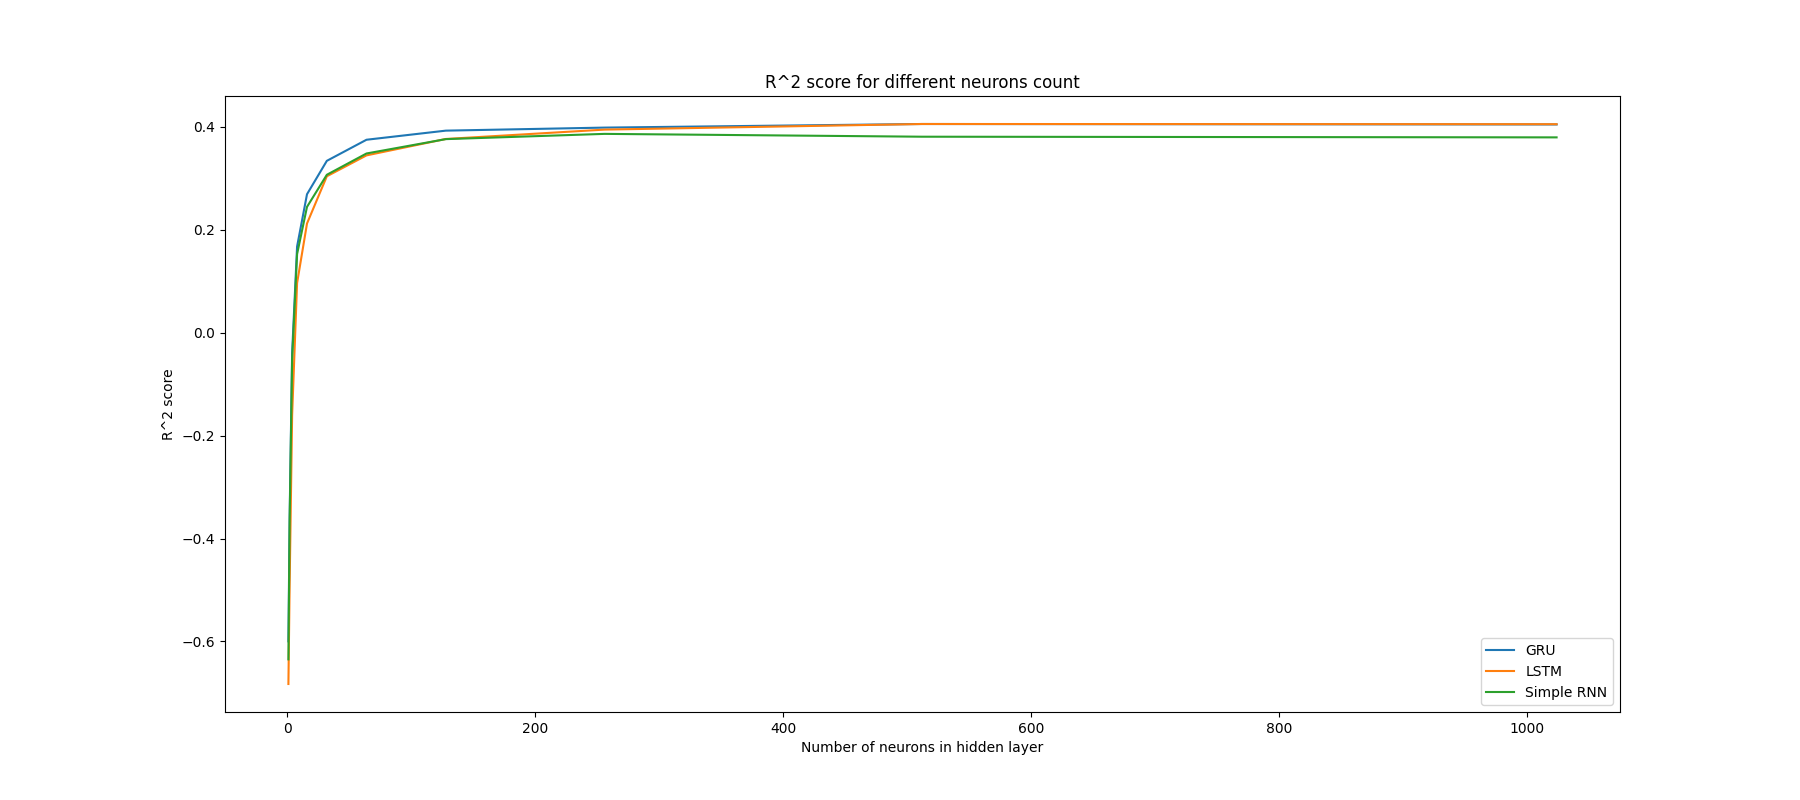 R^2 score for different neurons count
R^2 score
0.4
0.2
0.0
−0.2
−0.4
−0.6
0 200 400 600 800 1000
Number of neurons in hidden layer
GRU
LSTM
Simple RNN